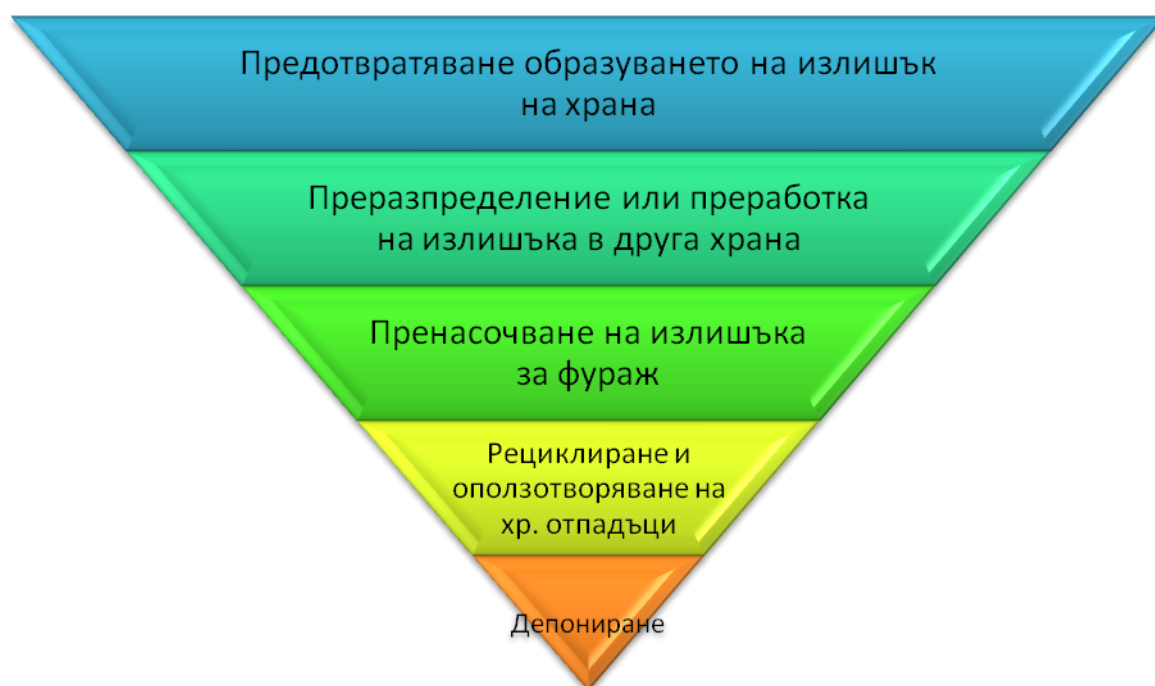 Предотвратяване образуването на излишък
на храна
Преразпределение или преработка
на излишъка в друга храна
Пренасочване на излишъка
за фураж
Рециклиране и
оползотворяване на
хр. отпадъци
Депониране